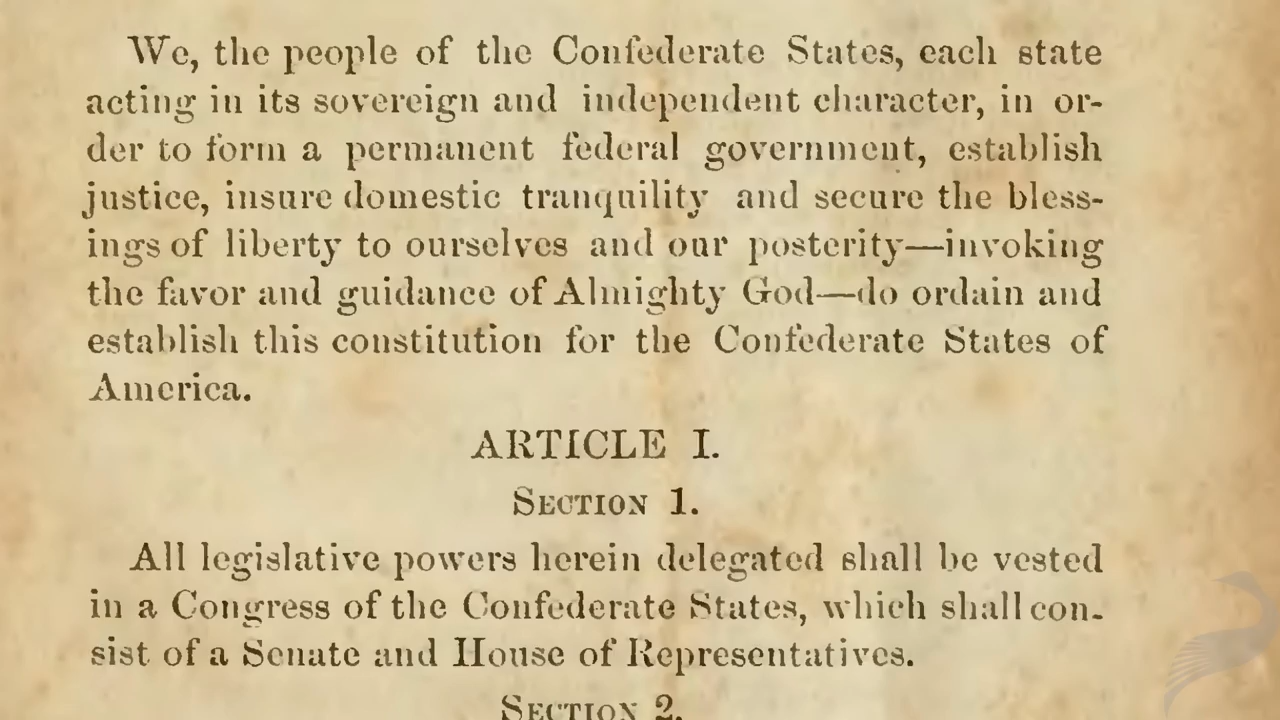 We, the people of the Confederate States, each state
acting in its sovereign and independent character, in or-
der to form a permanent federal government, establish
justice, insure domestic tranquility and secure the bless-
ings of liberty to ourselves and our posterity—invoking
the favor and guidance of Almighty God—do ordain and
establish this constitution for the Confederate States of
America.
ARTICLE I.
SECTION 1.
All legislative powers herein delegated shall be vested
in a Congress of the Confederate States, which shall con-
sist of a Senate and House of Representatives.
SECTION 2.